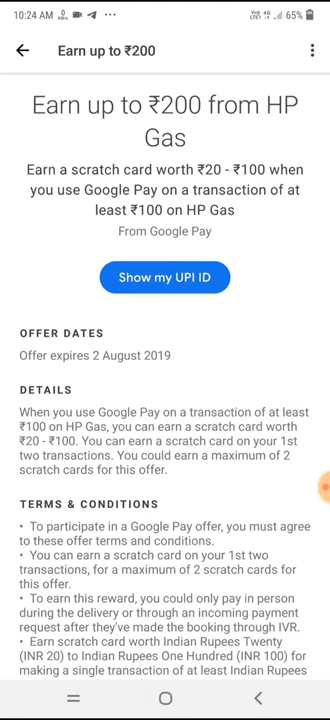 10:24 AM
65%
Earn up to ₹200
Earn up to ₹200 from HP
Gas
Earn a scratch card worth ₹20 - ₹100 when
you use Google Pay on a transaction of at
least ₹100 on HP Gas
From Google Pay
Show my UPI ID
OFFER DATES
Offer expires 2 August 2019
DETAILS
When you use Google Pay on a transaction of at least
₹100 on HP Gas, you can earn a scratch card worth
₹20 - ₹100. You can earn a scratch card on your 1st
two transactions. You could earn a maximum of 2
scratch cards for this offer.
TERMS & CONDITIONS
• To participate in a Google Pay offer, you must agree
to these offer terms and conditions.
• You can earn a scratch card on your 1st two
transactions, for a maximum of 2 scratch cards for
this offer.
• To earn this reward, you could only pay in person
during the delivery or through an incoming payment
request after they've made the booking through IVR.
• Earn scratch card worth Indian Rupees Twenty
(INR 20) to Indian Rupees One Hundred (INR 100) for
making a single transaction of at least Indian Rupees